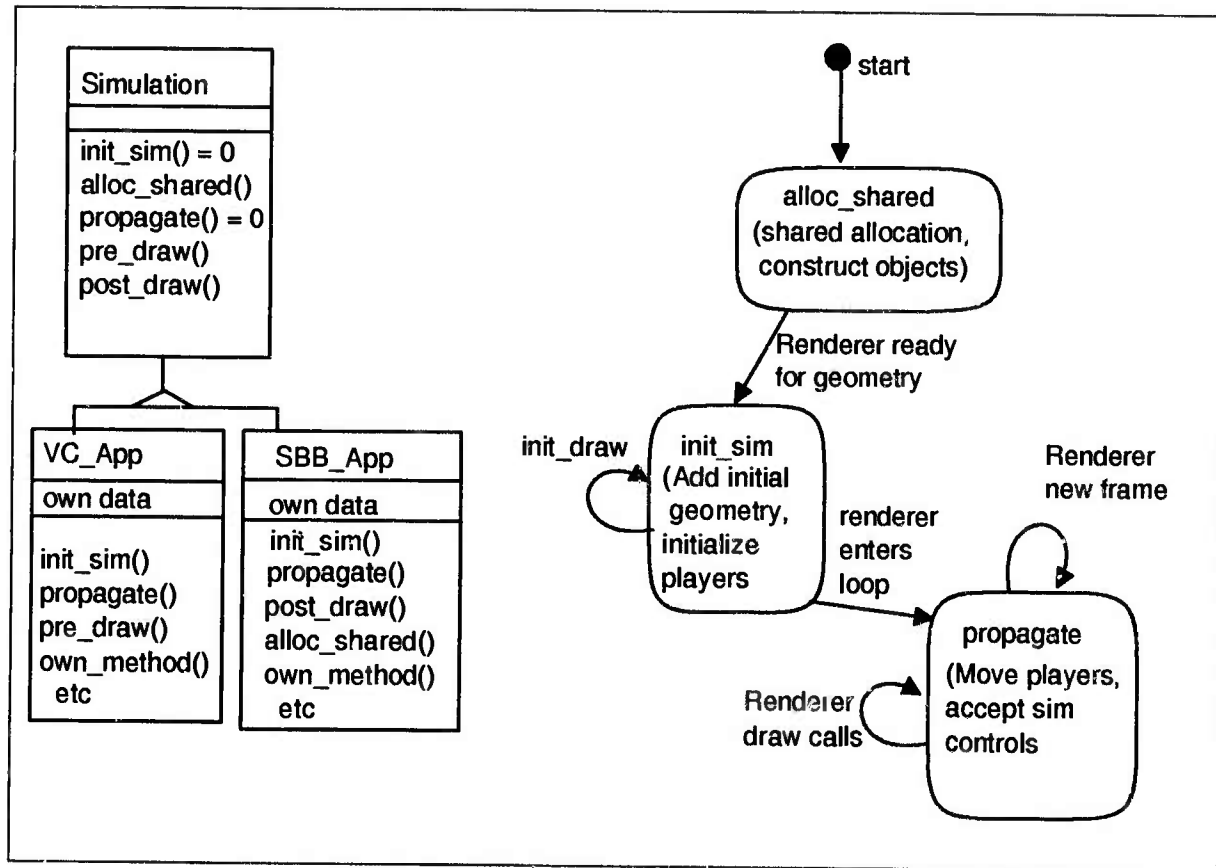 Simulation
init_sim() = 0
alloc_shared()
propagate() = 0
pre_draw()
post_draw()
VC_App
own data
init_sim()
propagate()
pre_draw()
own_method()
etc
SBB_App
own data
init_sim()
propagate()
post_draw()
alloc_shared()
own_method()
etc
start
alloc_shared
(shared allocation,
construct objects)
Renderer ready
for geometry
init_draw
init_sim
(Add initial
geometry,
initialize
players
renderer
enters
loop
Renderer
new frame
propagate
(Move players,
accept sim
controls
Renderer
draw calls